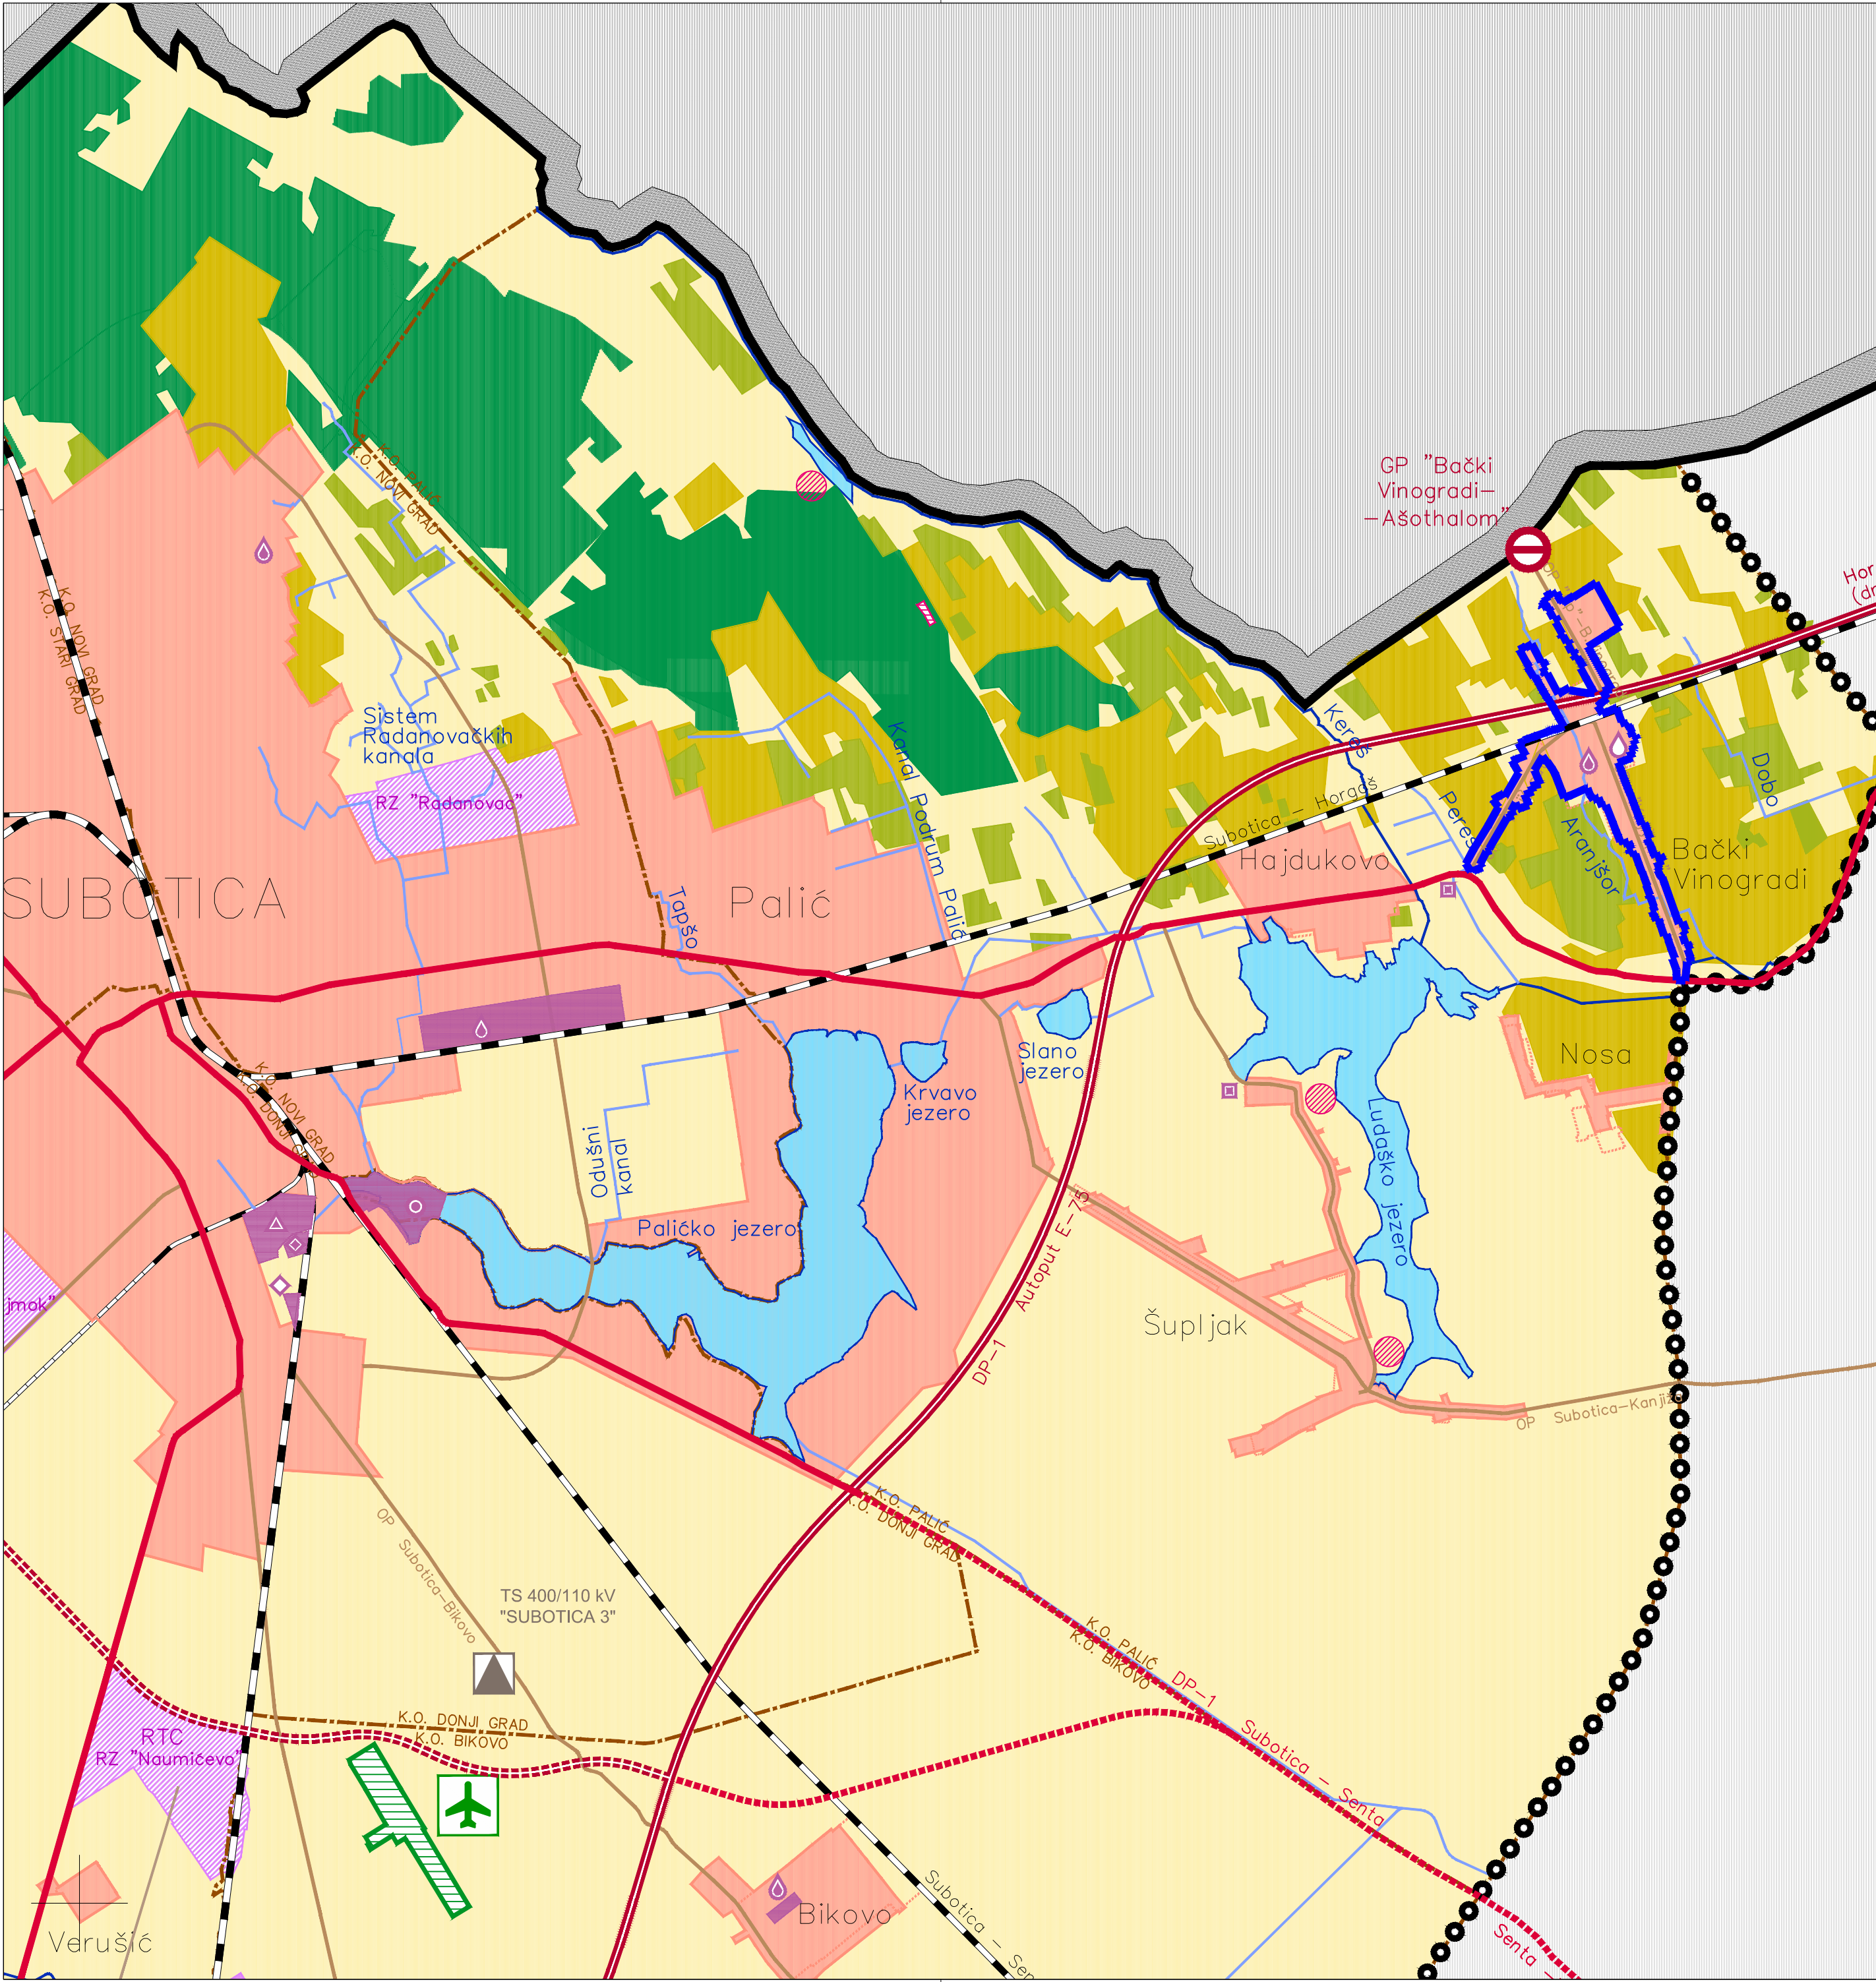 GP "Bački
Vinogradi-
-Ašothalom"
K.O. PALIĆ
K.O. NOVI GRAD
K.O. NOVI GRAD
K.O. STARI GRAD
Sistem
Radanovačkih
kanala
RZ "Radanovac"
Kanal Podrum Palić
Kereš
Subotica - Horgoš
Pereš
Aranjšor
Dobo
Hajdukovo
Bački
Vinogradi
SUBOTICA
Palić
Tapšo
Nosa
Slano
jezero
Krvavo
jezero
K.O. NOVI GRAD
K.O. DONJI GRAD
Odušni
kanal
Paličko jezero
Ludaško jezero
DP-1 Autoput E-75
Šupljak
jmok"
OP Subotica-Kanjiža
K.O. PALIĆ
K.O. DONJI GRAD
OP Subotica-Bikovo
TS 400/110 kV
"SUBOTICA 3"
K.O. PALIĆ
K.O. BIKOVO
DP-1 Subotica - Senta
K.O. DONJI GRAD
K.O. BIKOVO
RTC
RZ "Naumićevo"
Bikovo
Verušić
Subotica - Sen
Senta -